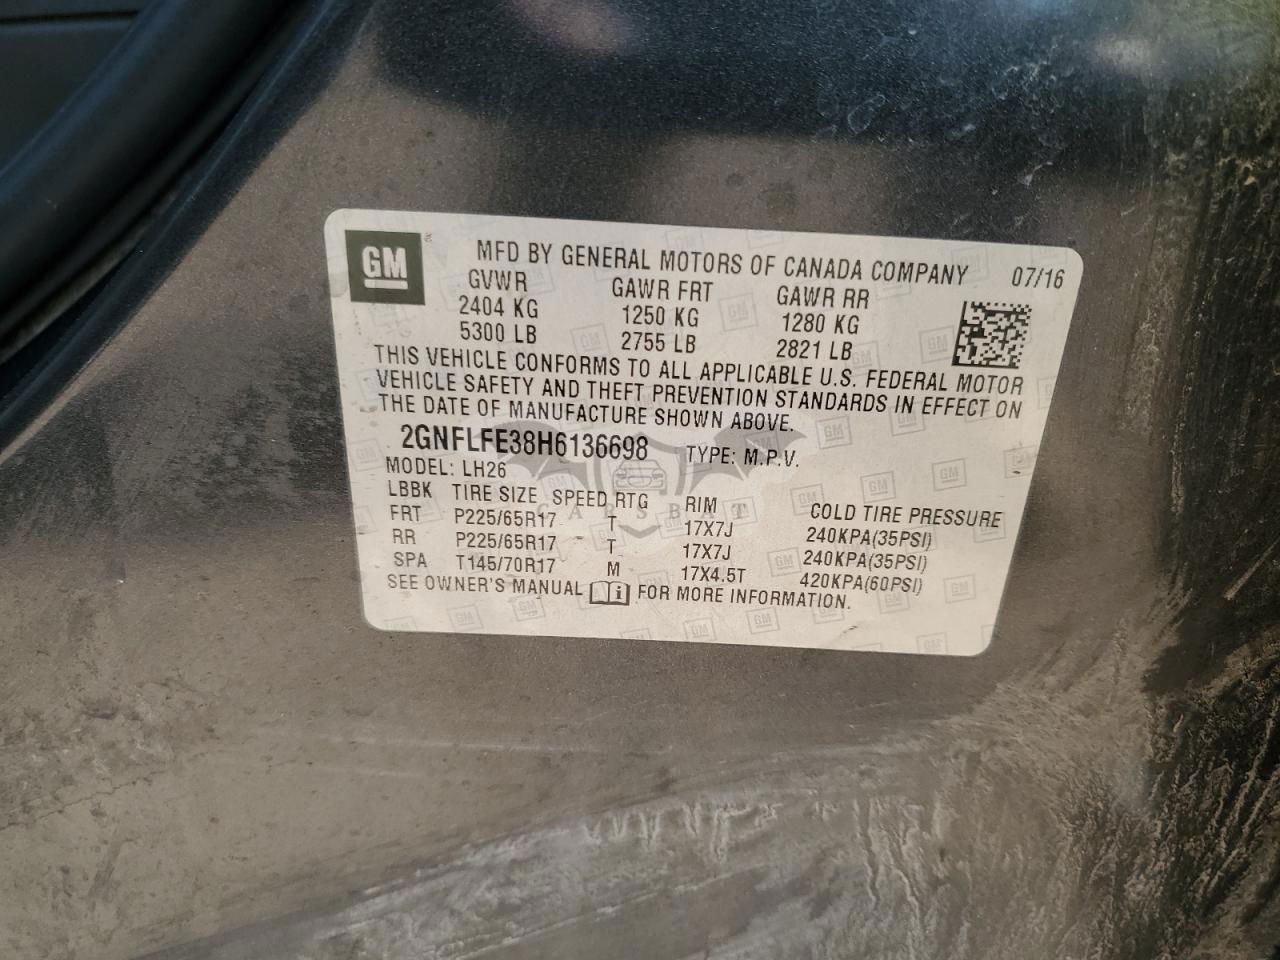 GM
MFD BY GENERAL MOTORS OF CANADA COMPANY 07/16
GVWR GAWR FRT GAWR RR
2404 KG 1250 KG 1280 KG
5300 LB 2755 LB 2821 LB
THIS VEHICLE CONFORMS TO ALL APPLICABLE U.S. FEDERAL MOTOR
VEHICLE SAFETY AND THEFT PREVENTION STANDARDS IN EFFECT ON
THE DATE OF MANUFACTURE SHOWN ABOVE.
2GNFLFE38H6136698 TYPE: M.P.V.
MODEL: LH26
LBBK TIRE SIZE SPEED RTG RIM COLD TIRE PRESSURE
CARSBAT
FRT P225/65R17 T 17X7J 240KPA(35PSI)
RR P225/65R17 T 17X7J 240KPA(35PSI)
SPA T145/70R17 M 17X4.5T 420KPA(60PSI)
SEE OWNER'S MANUAL i FOR MORE INFORMATION.